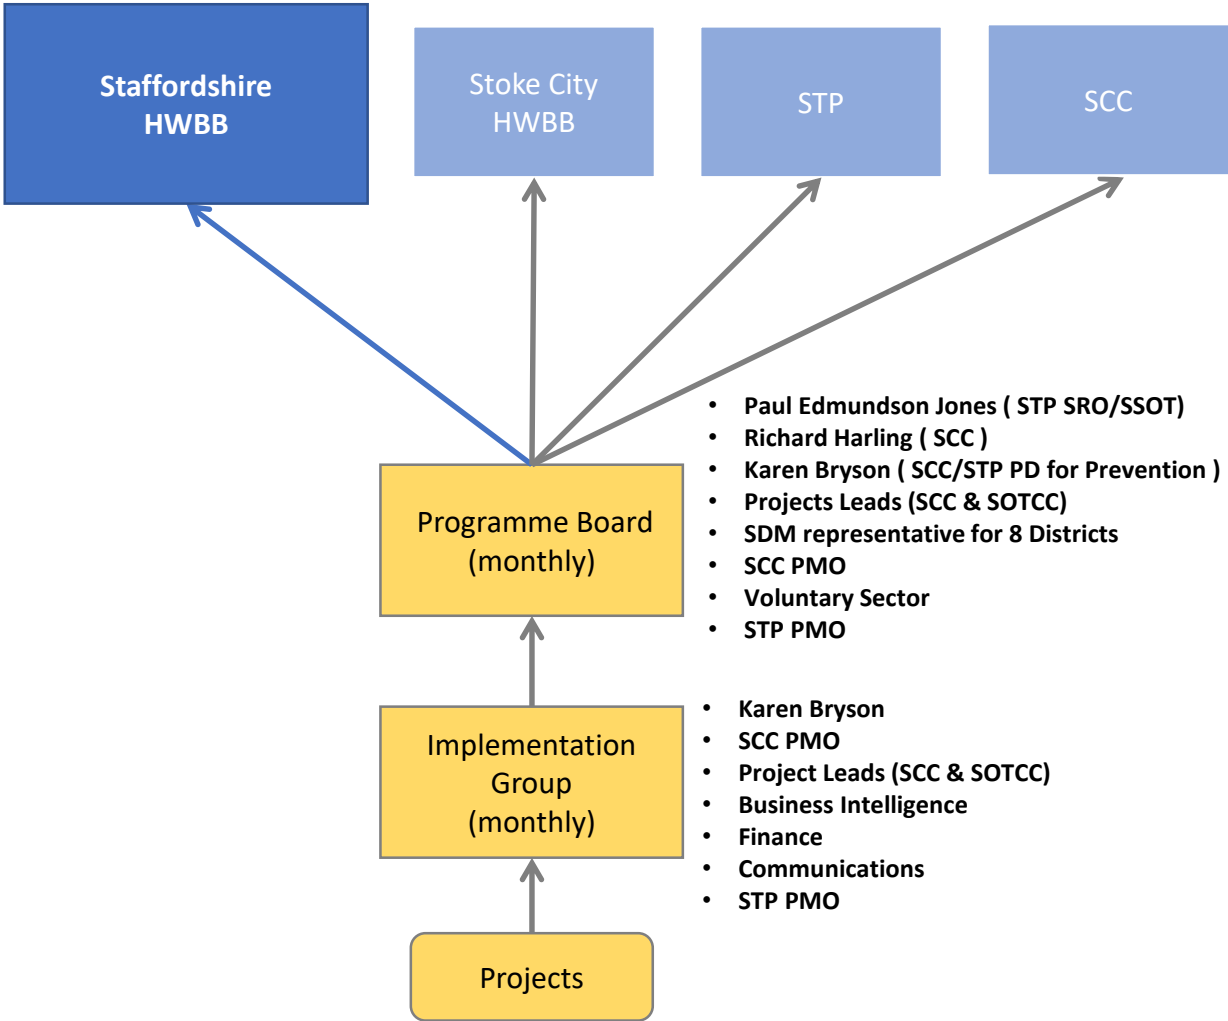 Staffordshire
HWBB
Stoke City
HWBB
STP
SCC
Programme Board
(monthly)
• Paul Edmundson Jones ( STP SRO/SSOT)
• Richard Harling ( SCC )
• Karen Bryson ( SCC/STP PD for Prevention )
• Projects Leads (SCC & SOTCC)
• SDM representative for 8 Districts
• SCC PMO
• Voluntary Sector
• STP PMO
Implementation
Group
(monthly)
• Karen Bryson
• SCC PMO
• Project Leads (SCC & SOTCC)
• Business Intelligence
• Finance
• Communications
• STP PMO
Projects